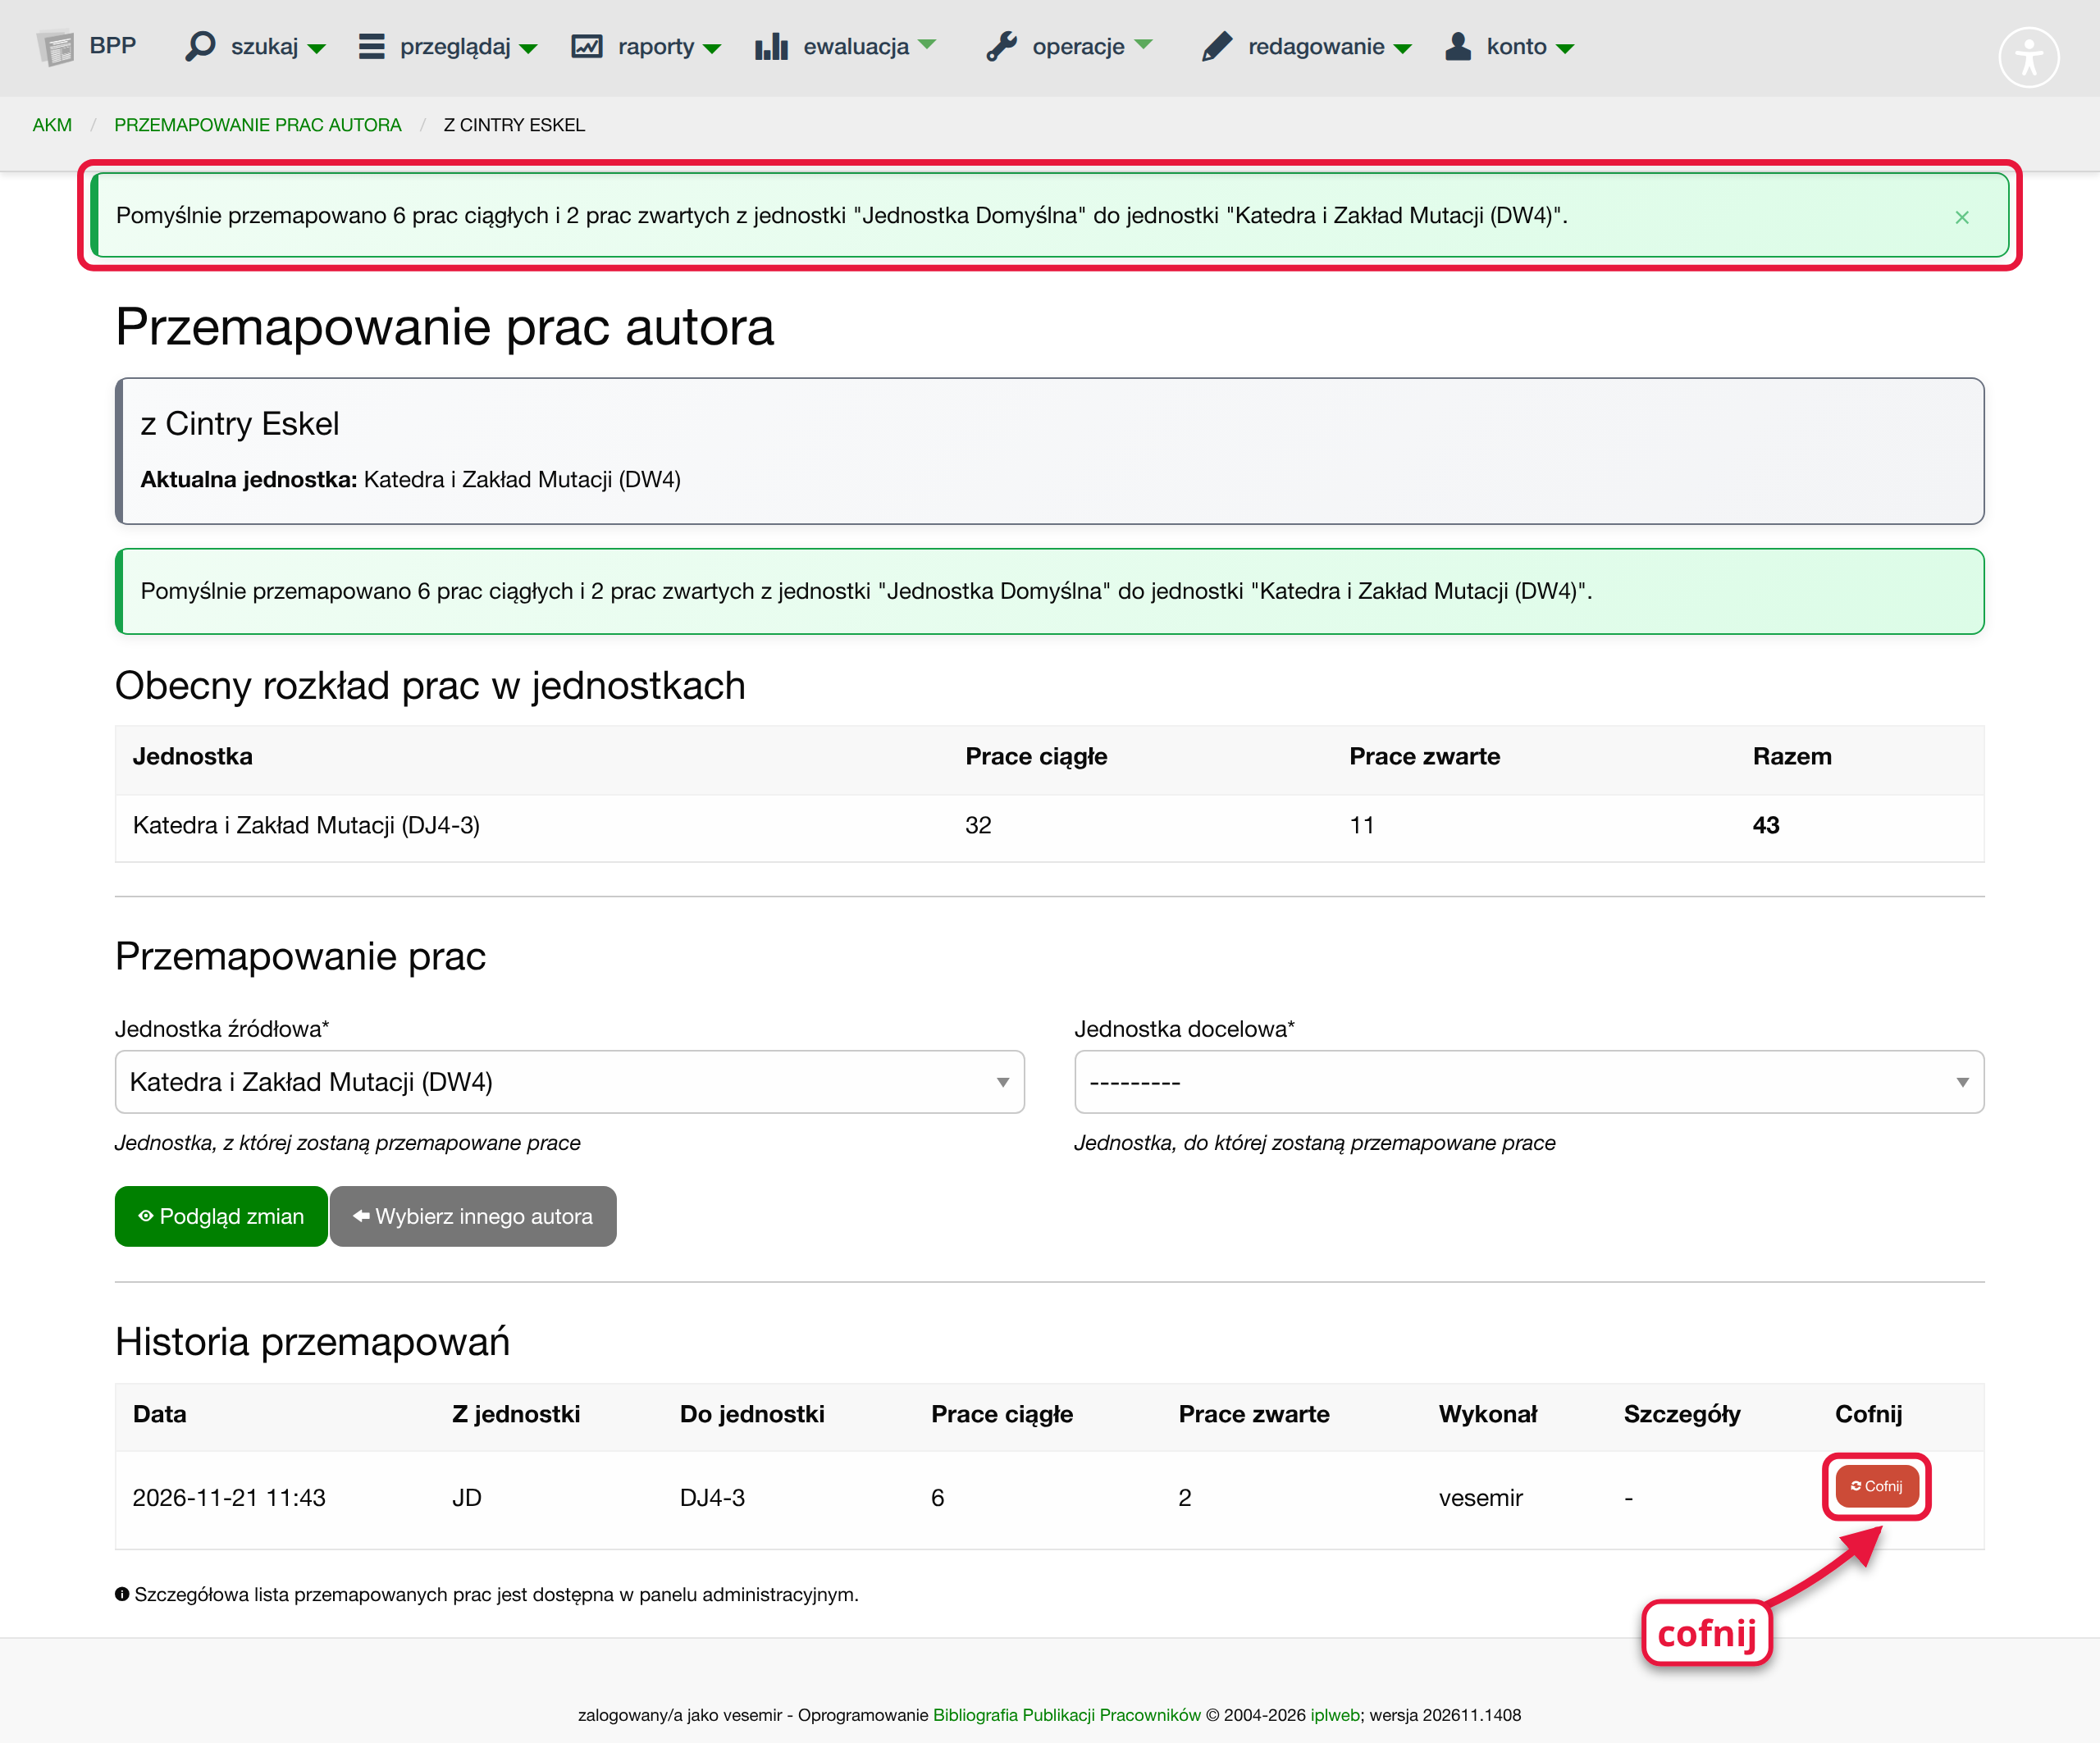 BPP szukaj przeglądaj raporty ewaluacja operacje redagowanie konto
AKM / PRZEMAPOWANIE PRAC AUTORA / Z CINTRY ESKEL
Pomyślnie przemapowano 6 prac ciągłych i 2 prac zwartych z jednostki "Jednostka Domyślna" do jednostki "Katedra i Zakład Mutacji (DW4)". ×
Przemapowanie prac autora
z Cintry Eskel
Aktualna jednostka: Katedra i Zakład Mutacji (DW4)
Pomyślnie przemapowano 6 prac ciągłych i 2 prac zwartych z jednostki "Jednostka Domyślna" do jednostki "Katedra i Zakład Mutacji (DW4)".
Obecny rozkład prac w jednostkach
Jednostka Prace ciągłe Prace zwarte Razem
Katedra i Zakład Mutacji (DJ4-3) 32 11 43
Przemapowanie prac
Jednostka źródłowa* Jednostka docelowa*
Katedra i Zakład Mutacji (DW4) ---------
Jednostka, z której zostaną przemapowane prace Jednostka, do której zostaną przemapowane prace
Podgląd zmian Wybierz innego autora
Historia przemapowań
Data Z jednostki Do jednostki Prace ciągłe Prace zwarte Wykonał Szczegóły Cofnij
2026-11-21 11:43 JD DJ4-3 6 2 vesemir - Cofnij
Szczegółowa lista przemapowanych prac jest dostępna w panelu administracyjnym.
cofnij
zalogowany/a jako vesemir - Oprogramowanie Bibliografia Publikacji Pracowników © 2004-2026 iplweb; wersja 202611.1408